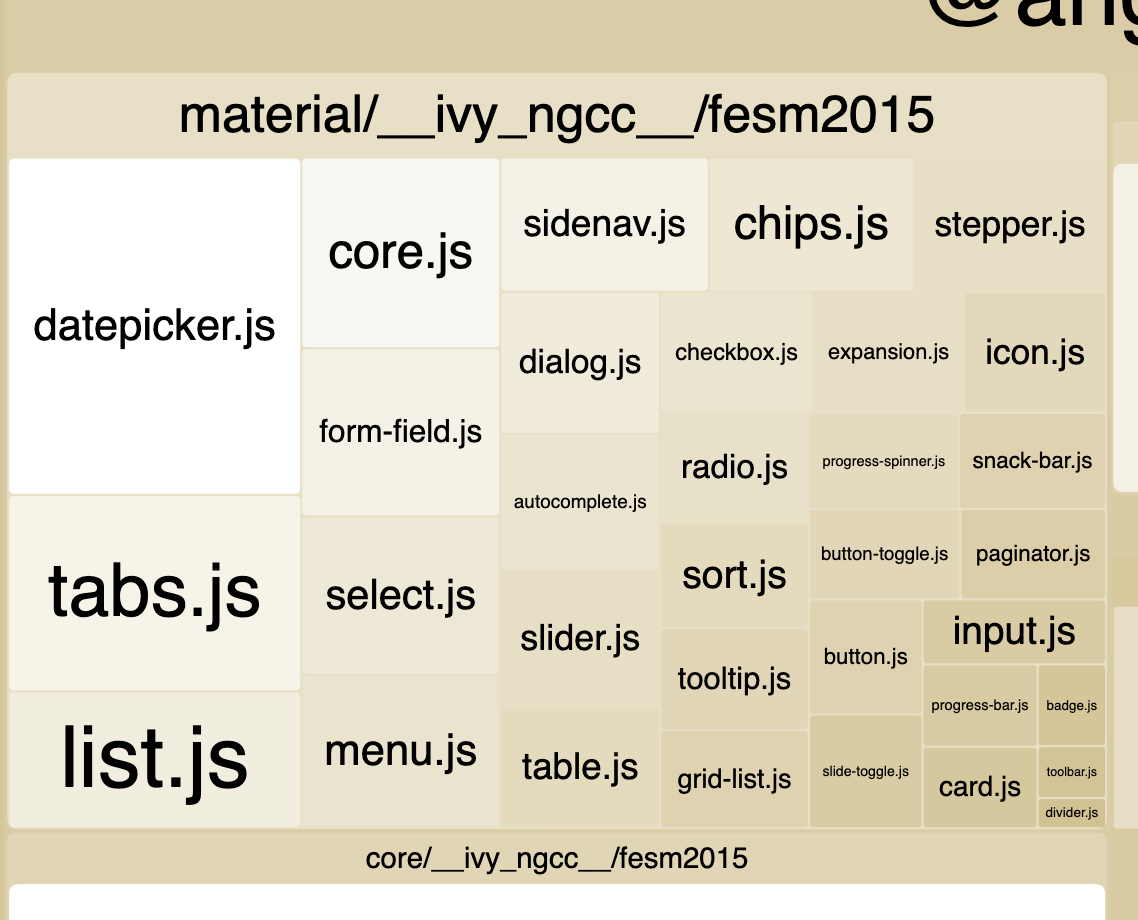 material/__ivy_ngcc__/fesm2015
datepicker.js
tabs.js
list.js
core.js
form-field.js
select.js
menu.js
sidenav.js
chips.js
stepper.js
dialog.js
autocomplete.js
slider.js
table.js
checkbox.js
expansion.js
icon.js
radio.js
progress-spinner.js
snack-bar.js
sort.js
button-toggle.js
paginator.js
tooltip.js
grid-list.js
button.js
slide-toggle.js
input.js
progress-bar.js
badge.js
card.js
toolbar.js
divider.js
core/__ivy_ngcc__/fesm2015